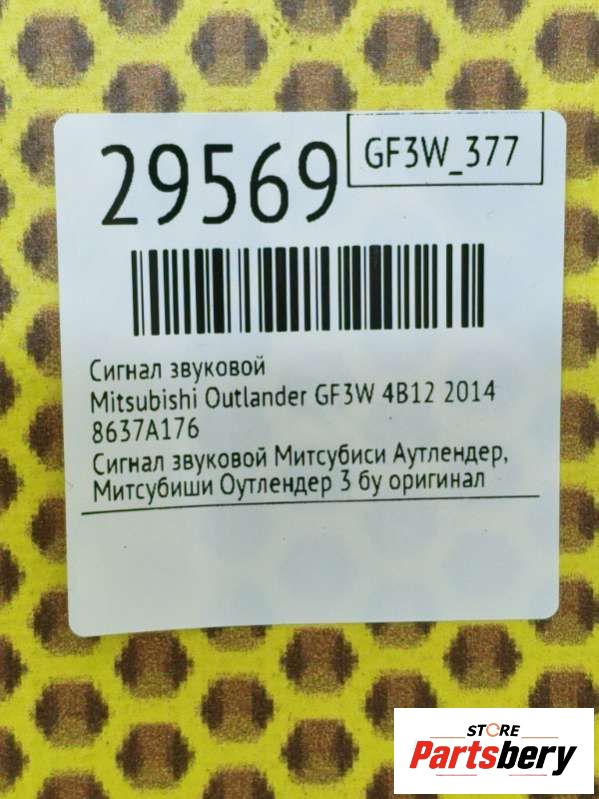 29569
GF3W_377
Сигнал звуковой
Mitsubishi Outlander GF3W 4B12 2014
8637A176
Сигнал звуковой Митсубиси Аутлендер,
Митсубиши Оутлендер 3 бу оригинал
STORE
Partsbery